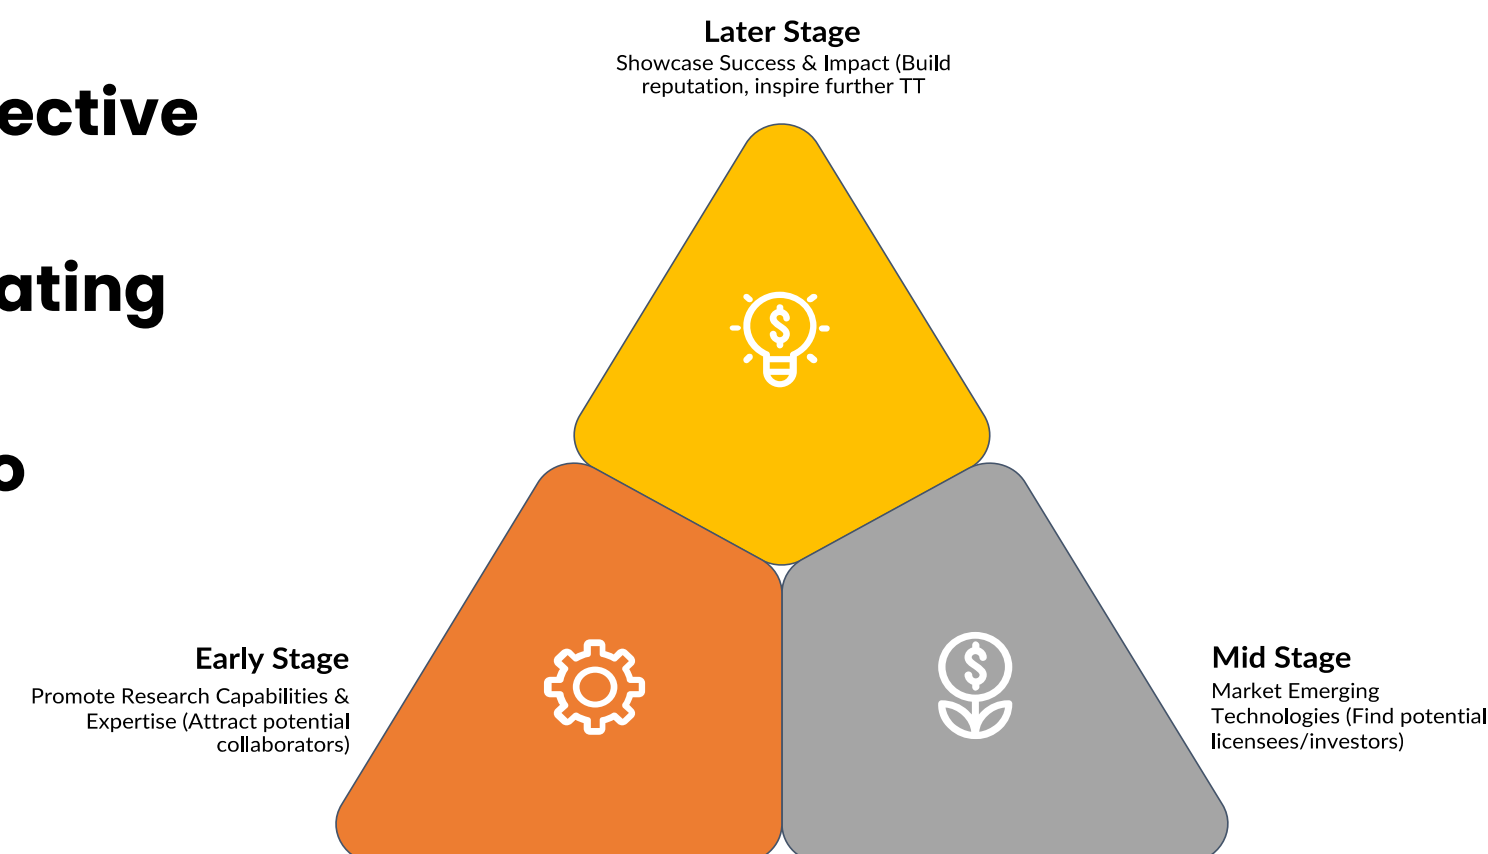 Later Stage
Showcase Success & Impact (Build
reputation, inspire further TT
ective
ating
o
Early Stage
Promote Research Capabilities &
Expertise (Attract potential
collaborators)
Mid Stage
Market Emerging
Technologies (Find potential
licensees/investors)